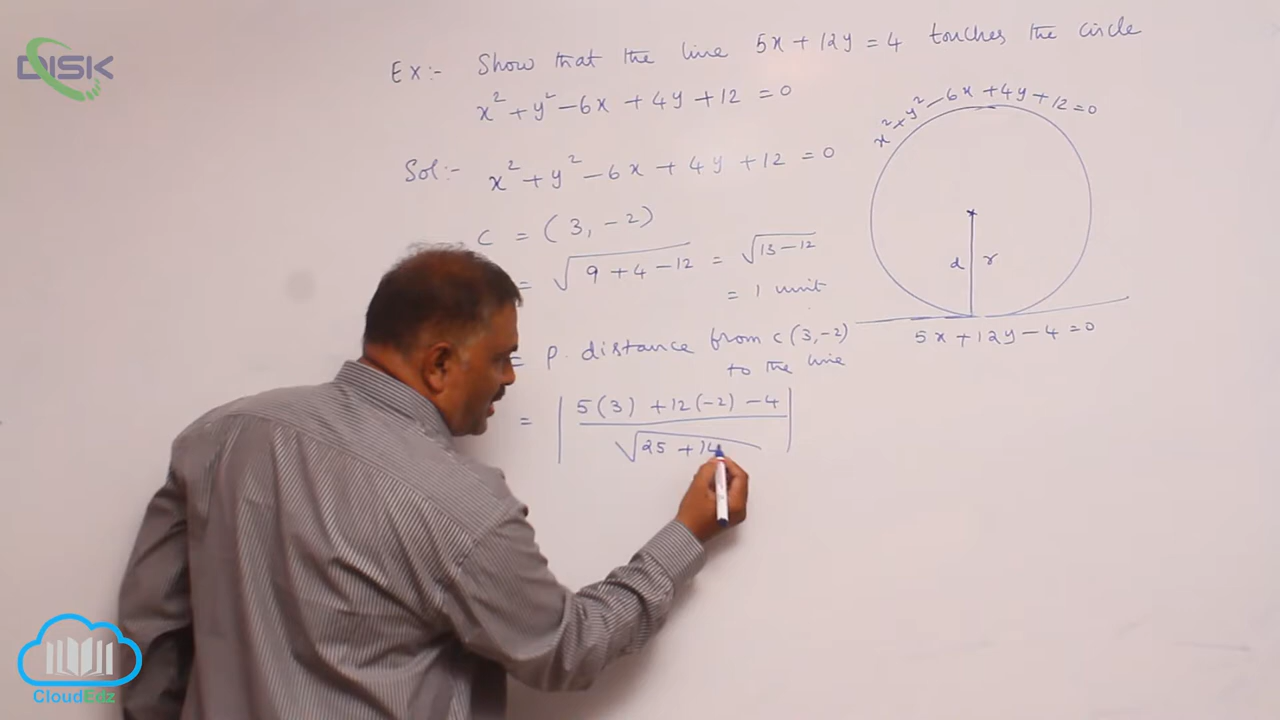 DISK
Ex:- Show that the line 5x + 12y = 4 touches the circle
x² + y² - 6x + 4y + 12 = 0
Sol:- x² + y² - 6x + 4y + 12 = 0
c = (3, -2)
= √9 + 4 - 12 = √13 - 12
= 1 unit
= p. distance from c(3, -2)
to the line
= | 5(3) + 12(-2) - 4 |
√25 + 14
x² + y² - 6x + 4y + 12 = 0
d r
5x + 12y - 4 = 0
CloudEdz